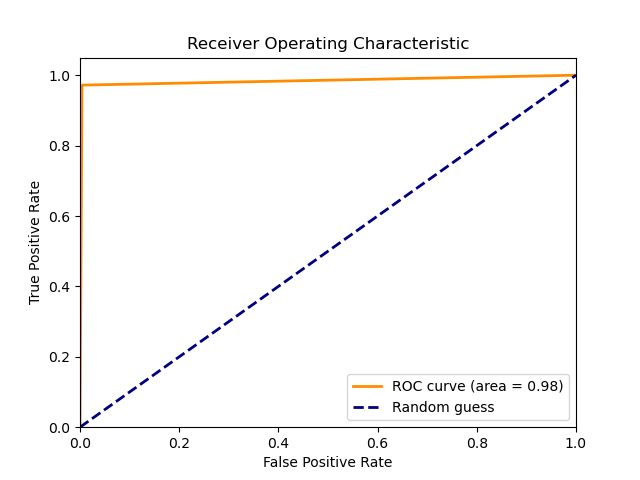 Receiver Operating Characteristic
1.0
0.8
0.6
0.4
0.2
0.0
True Positive Rate
ROC curve (area = 0.98)
Random guess
0.0 0.2 0.4 0.6 0.8 1.0
False Positive Rate